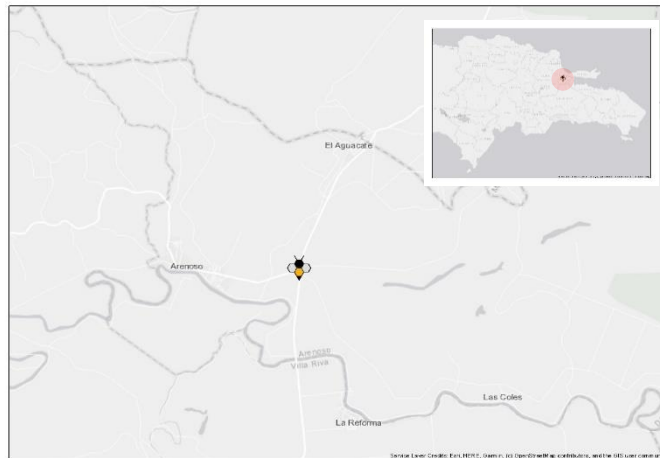 El Aguacate
Arenoso
Arenoso
Villa Riva
Las Coles
La Reforma
Service Layer Credits: Esri, HERE, Garmin, (c) OpenStreetMap contributors, and the GIS user commun